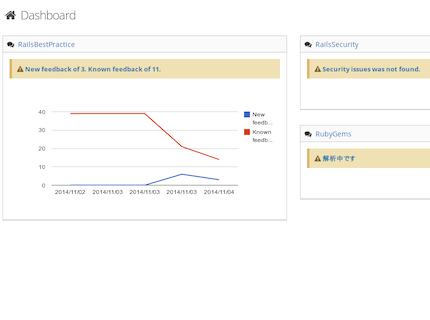 Dashboard
RailsBestPractice
New feedback of 3. Known feedback of 11.
40
30
20
10
0
2014/11/02
2014/11/03
2014/11/03
2014/11/03
2014/11/04
New
feedb...
Known
feedb...
RailsSecurity
Security issues was not found.
RubyGems
解析中です